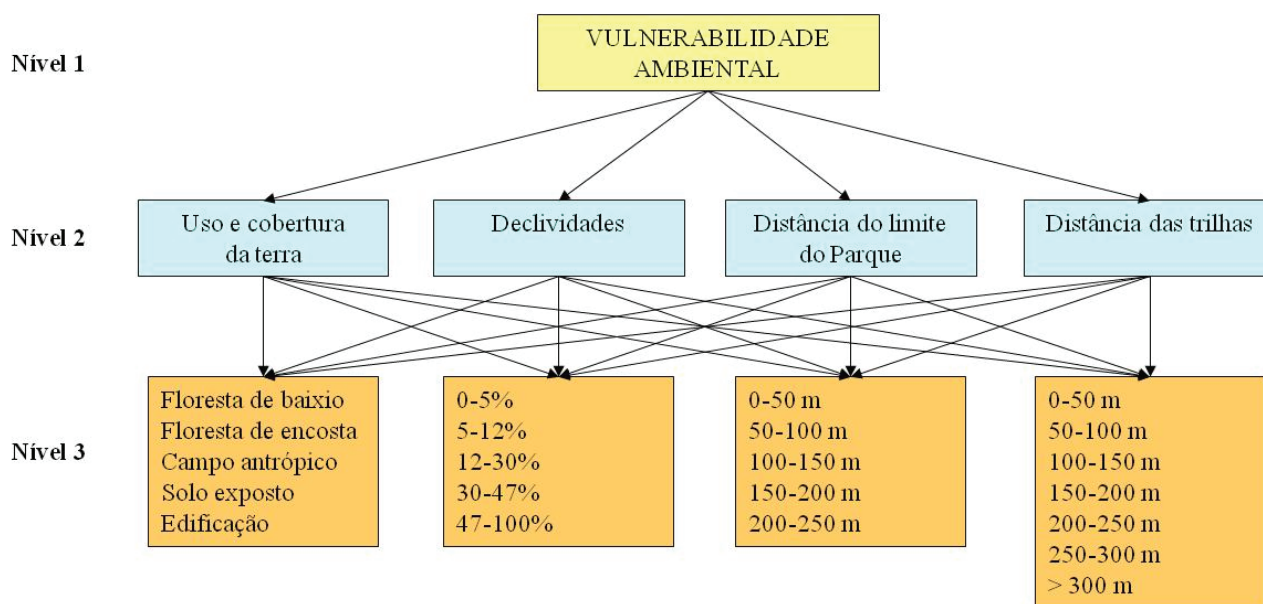 Nível 1
VULNERABILIDADE
AMBIENTAL
Nível 2
Uso e cobertura
da terra
Declividades
Distância do limite
do Parque
Distância das trilhas
Nível 3
Floresta de baixio
Floresta de encosta
Campo antrópico
Solo exposto
Edificação
0-5%
5-12%
12-30%
30-47%
47-100%
0-50 m
50-100 m
100-150 m
150-200 m
200-250 m
0-50 m
50-100 m
100-150 m
150-200 m
200-250 m
250-300 m
> 300 m